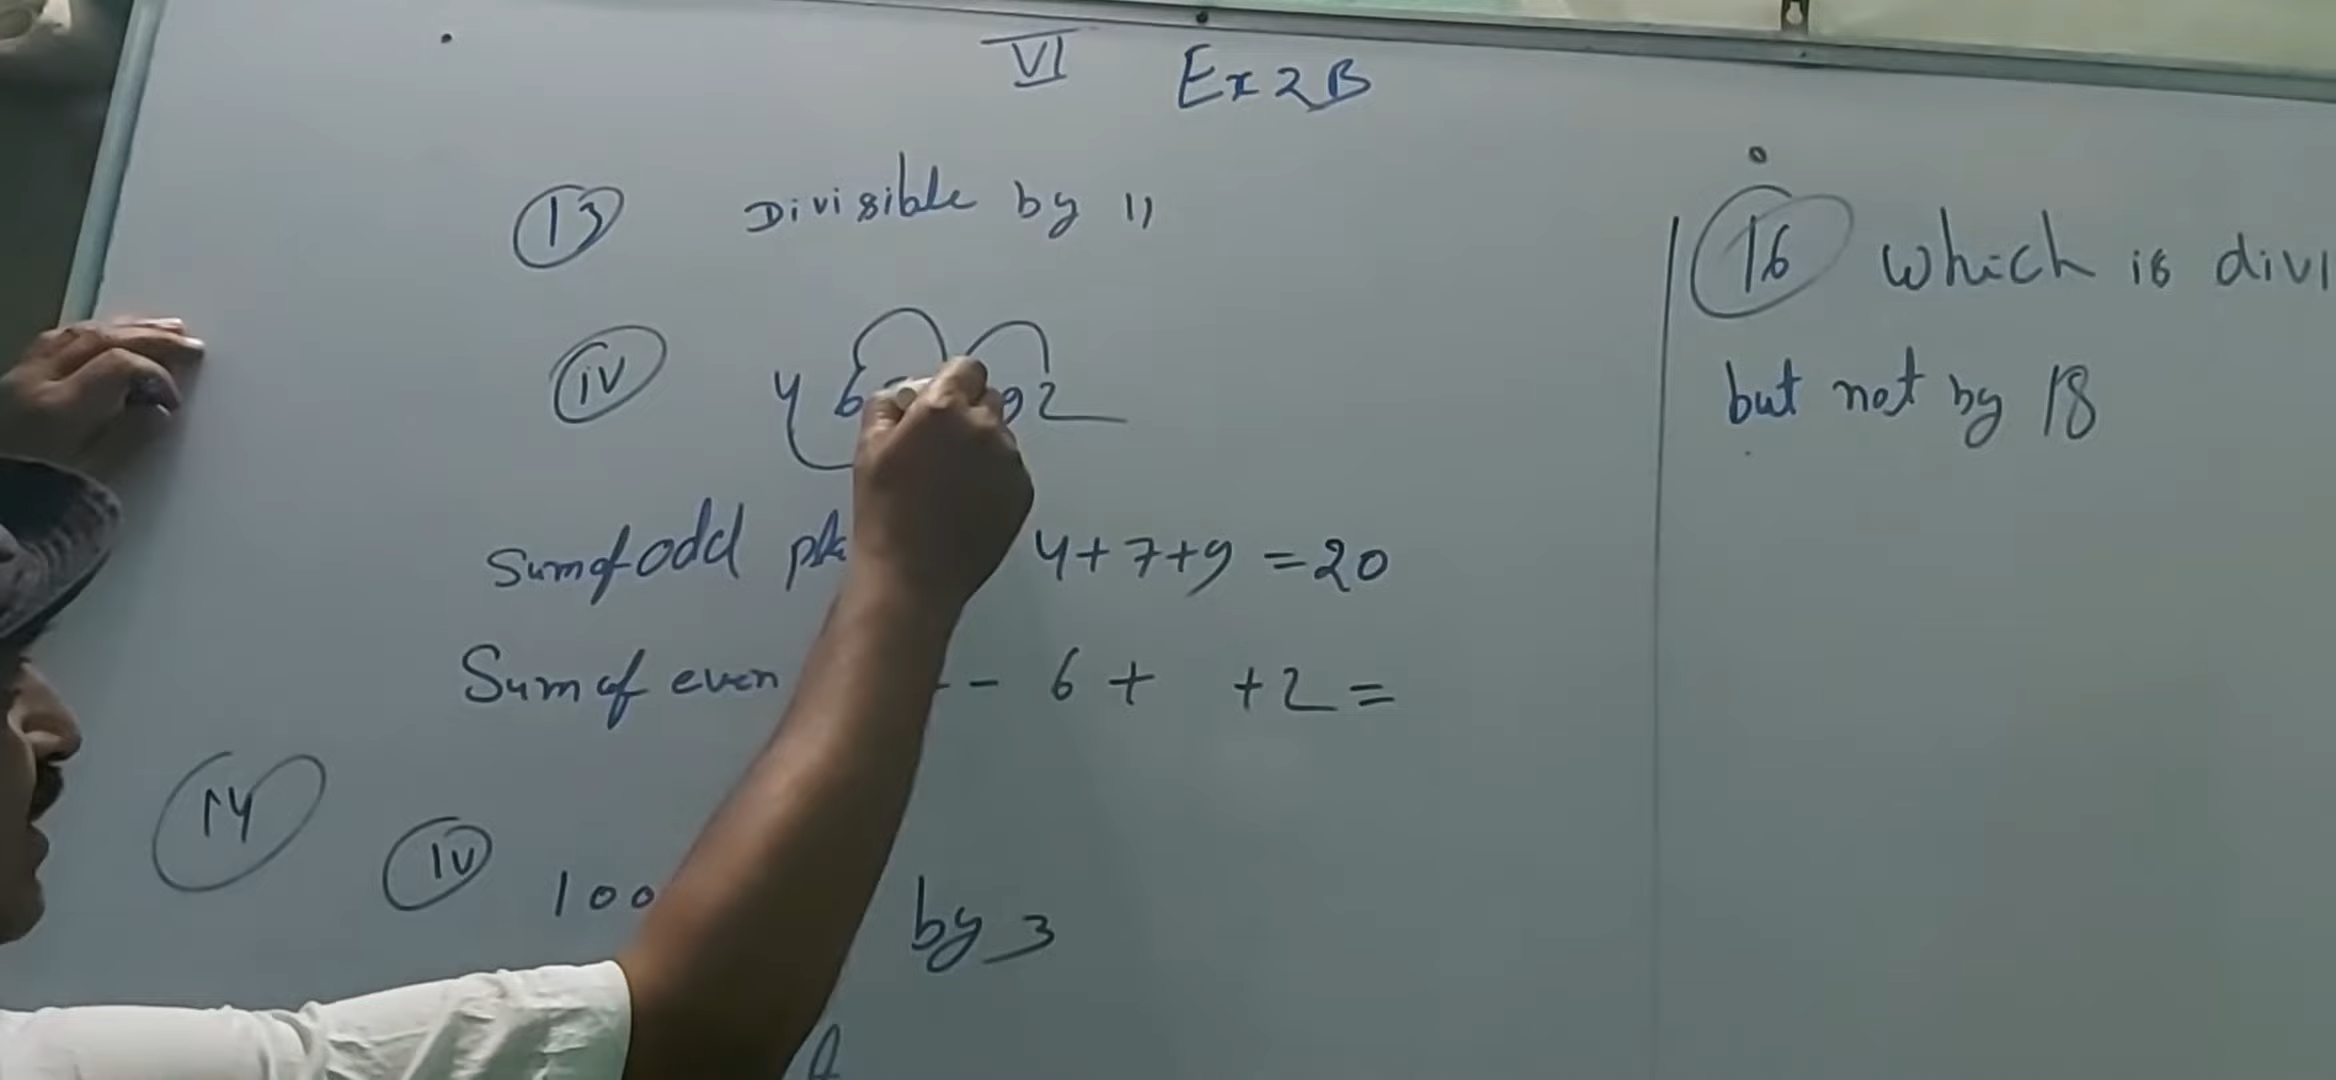 VI Ex 2B
13 Divisible by 11
iv 4 6 9 2
Sum of odd 4+7+9 = 20
Sum of even - 6 + + 2 =
14
iv 100 by 3
16 which is divi
but not by 18